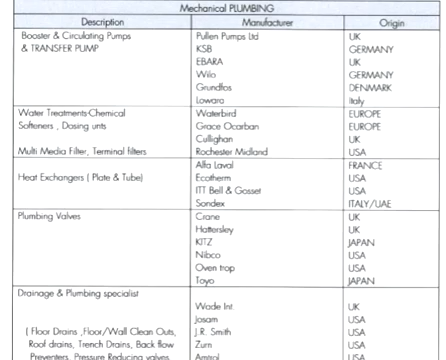 Mechanical PLUMBING
Description Manufacturer Origin
Booster & Circulating Pumps Pullen Pumps Ltd UK
& TRANSFER PUMP KSB GERMANY
EBARA UK
Wilo GERMANY
Grundfos DENMARK
Lowara Italy
Water Treatments-Chemical Waterbird EUROPE
Softeners , Dosing units Grace Ocarban EUROPE
Cullighan UK
Multi Media Filter, Terminal filters Rochester Midland USA
Alfa Laval FRANCE
Heat Exchangers ( Plate & Tube) Ecotherm USA
ITT Bell & Gosset USA
Sondex ITALY/UAE
Plumbing Valves Crane UK
Hattersley UK
KITZ JAPAN
Nibco USA
Oven trop USA
Toyo JAPAN
Drainage & Plumbing specialist
Wade Int. UK
Josam USA
( Floor Drains ,Floor/Wall Clean Outs, J.R. Smith USA
Roof drains, Trench Drains, Back flow Zurn USA
Preventers, Pressure Reducing valves Amtrol USA